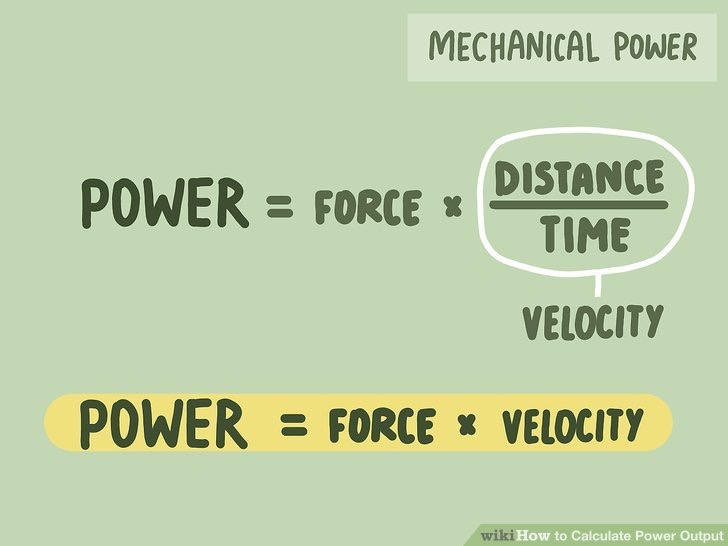 MECHANICAL POWER
POWER = FORCE × DISTANCE
TIME
VELOCITY
POWER = FORCE × VELOCITY
wikiHow to Calculate Power Output